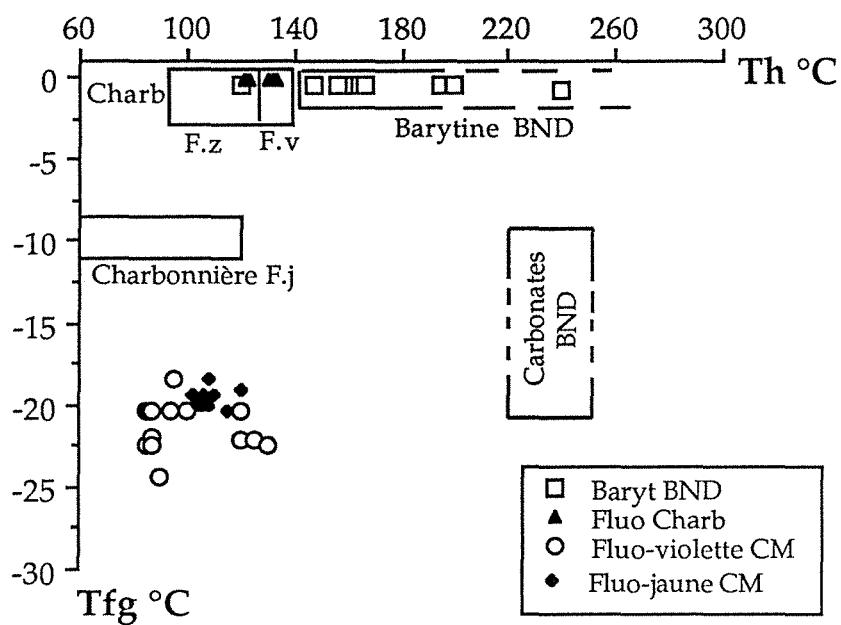 60 100 140 180 220 260 300
Th °C
0
Charb
F.z F.v
Barytine BND
-5
-10
Charbonnière F.j
Carbonates
BND
-15
-20
-25
-30
Tfg °C
Baryt BND
Fluo Charb
Fluo-violette CM
Fluo-jaune CM